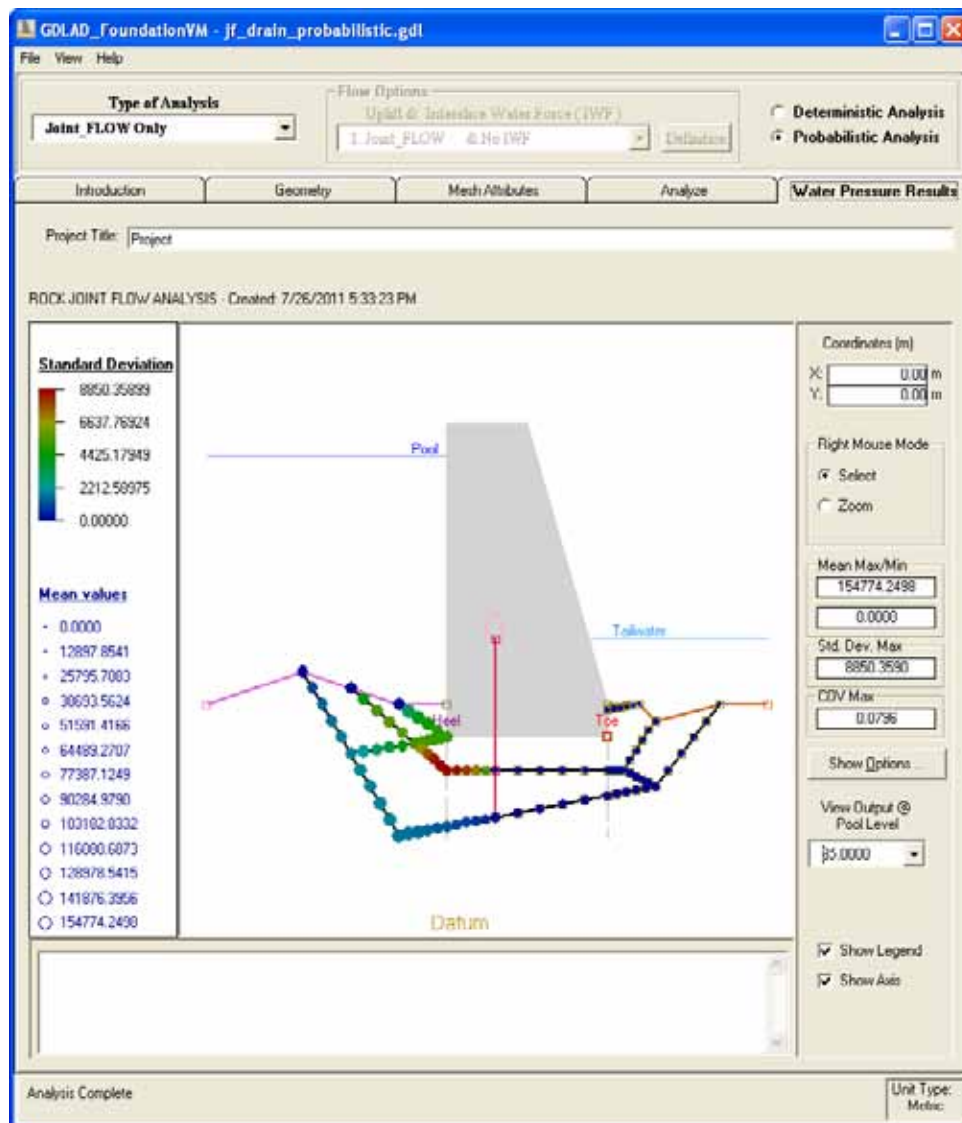 GDLAD_FoundationVM - jf_drain_probabilistic.gdl
File View Help
Type of Analysis
Joint_FLOW Only
Flow Options
Uplift & Interface Water Force (IWF)
1. Joint_FLOW & No IWF
Definition
Deterministic Analysis
Probabilistic Analysis
Introduction
Geometry
Mesh Attributes
Analyze
Water Pressure Results
Project Title: Project
ROCK JOINT FLOW ANALYSIS - Created: 7/26/2011 5:33:23 PM
Standard Deviation
8850.35899
6637.76924
4425.17949
2212.58975
0.00000
Mean values
0.0000
12897.8541
25795.7083
38693.5624
51591.4166
64489.2707
77387.1249
90284.9790
103182.8332
116080.6873
128978.5415
141876.3956
154774.2498
Pool
Tailwater
Heel
Toe
Datum
Coordinates (m)
X: 0.00 m
Y: 0.00 m
Right Mouse Mode
Select
Zoom
Mean Max/Min
154774.2498
0.0000
Std. Dev. Max
8850.3590
COV Max
0.0796
Show Options ...
View Output @
Pool Level
35.0000
Show Legend
Show Axis
Analysis Complete
Unit Type:
Metric